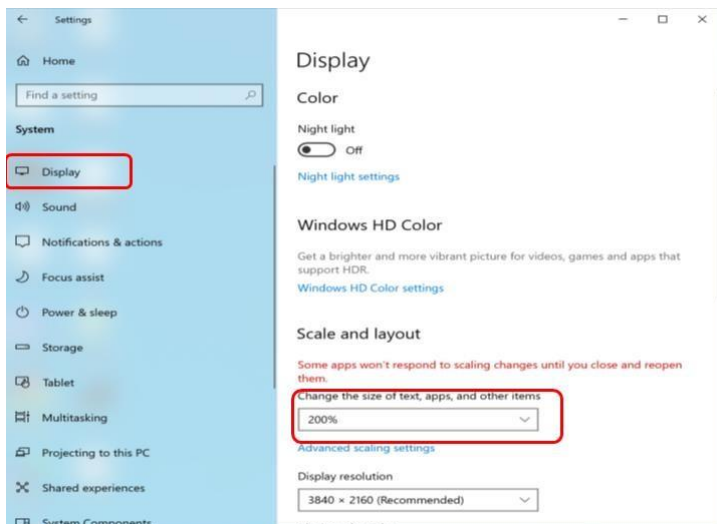 Settings
Home
Find a setting
System
Display
Sound
Notifications & actions
Focus assist
Power & sleep
Storage
Tablet
Multitasking
Projecting to this PC
Shared experiences
System Components
Display
Color
Night light
Off
Night light settings
Windows HD Color
Get a brighter and more vibrant picture for videos, games and apps that
support HDR.
Windows HD Color settings
Scale and layout
Some apps won't respond to scaling changes until you close and reopen
them.
Change the size of text, apps, and other items
200%
Advanced scaling settings
Display resolution
3840 × 2160 (Recommended)